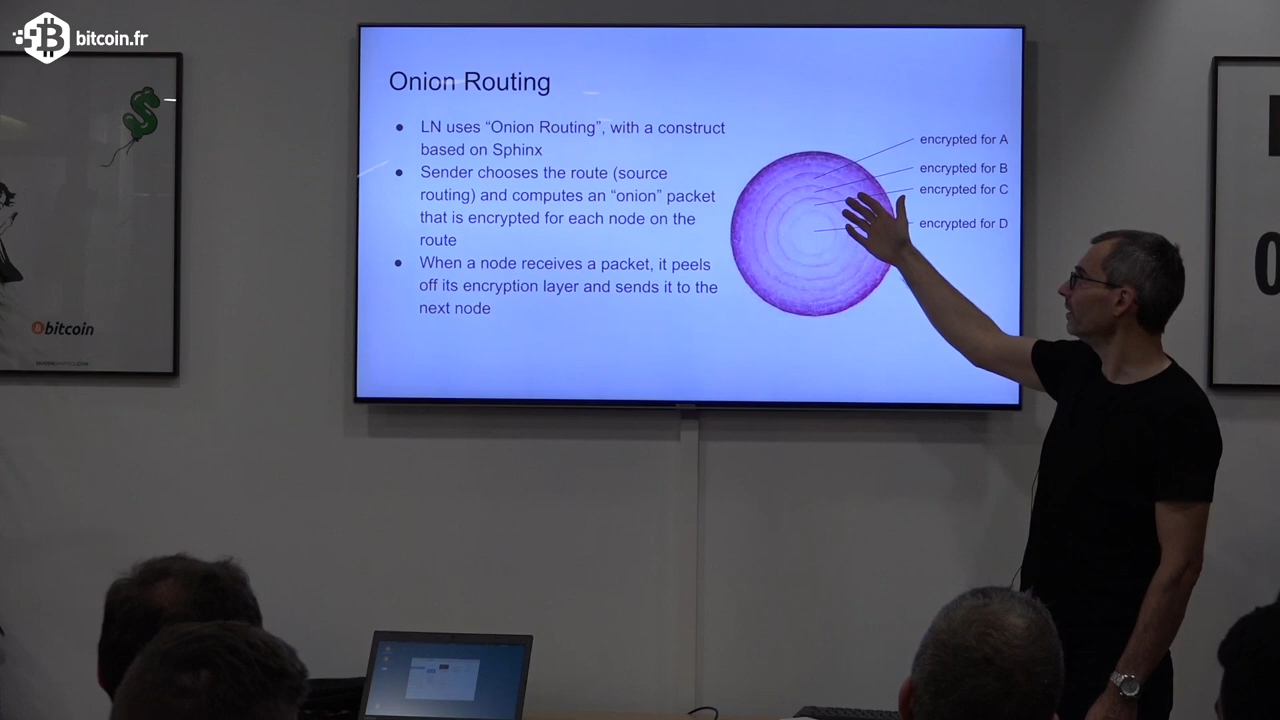 bitcoin.fr
Onion Routing
● LN uses “Onion Routing”, with a construct
based on Sphinx
● Sender chooses the route (source
routing) and computes an “onion” packet
that is encrypted for each node on the
route
● When a node receives a packet, it peels
off its encryption layer and sends it to the
next node
encrypted for A
encrypted for B
encrypted for C
encrypted for D
bitcoin